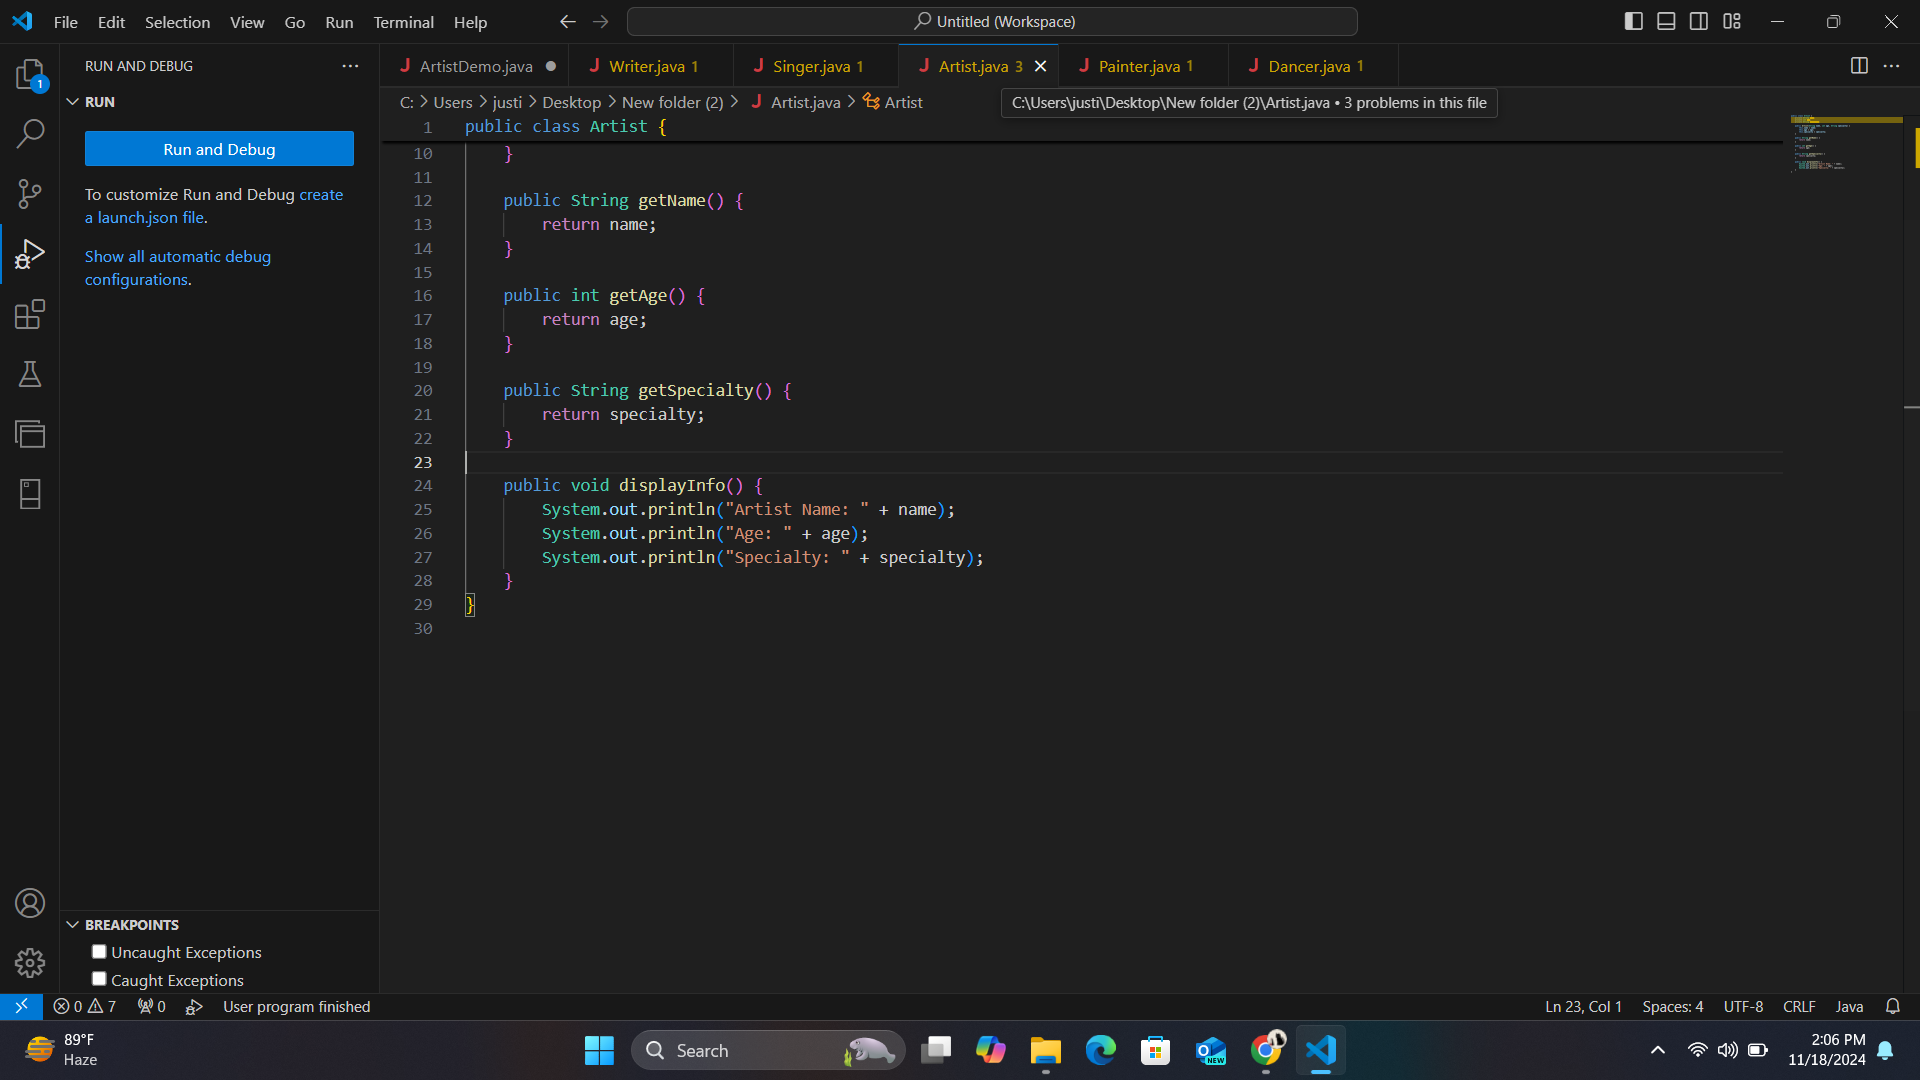 File Edit Selection View Go Run Terminal Help
Untitled (Workspace)
RUN AND DEBUG
ArtistDemo.java
Writer.java 1
Singer.java 1
Artist.java 3
Painter.java 1
Dancer.java 1
1
RUN
C: > Users > justi > Desktop > New folder (2) > Artist.java > Artist
C:\Users\justi\Desktop\New folder (2)\Artist.java • 3 problems in this file
Run and Debug
To customize Run and Debug create
a launch.json file.
Show all automatic debug
configurations.
1 public class Artist {
10 }
11
12 public String getName() {
13 return name;
14 }
15
16 public int getAge() {
17 return age;
18 }
19
20 public String getSpecialty() {
21 return specialty;
22 }
23
24 public void displayInfo() {
25 System.out.println("Artist Name: " + name);
26 System.out.println("Age: " + age);
27 System.out.println("Specialty: " + specialty);
28 }
29 }
30
BREAKPOINTS
Uncaught Exceptions
Caught Exceptions
0 7 0 User program finished
Ln 23, Col 1 Spaces: 4 UTF-8 CRLF Java
89°F
Haze
Search
NEW
2:06 PM
11/18/2024